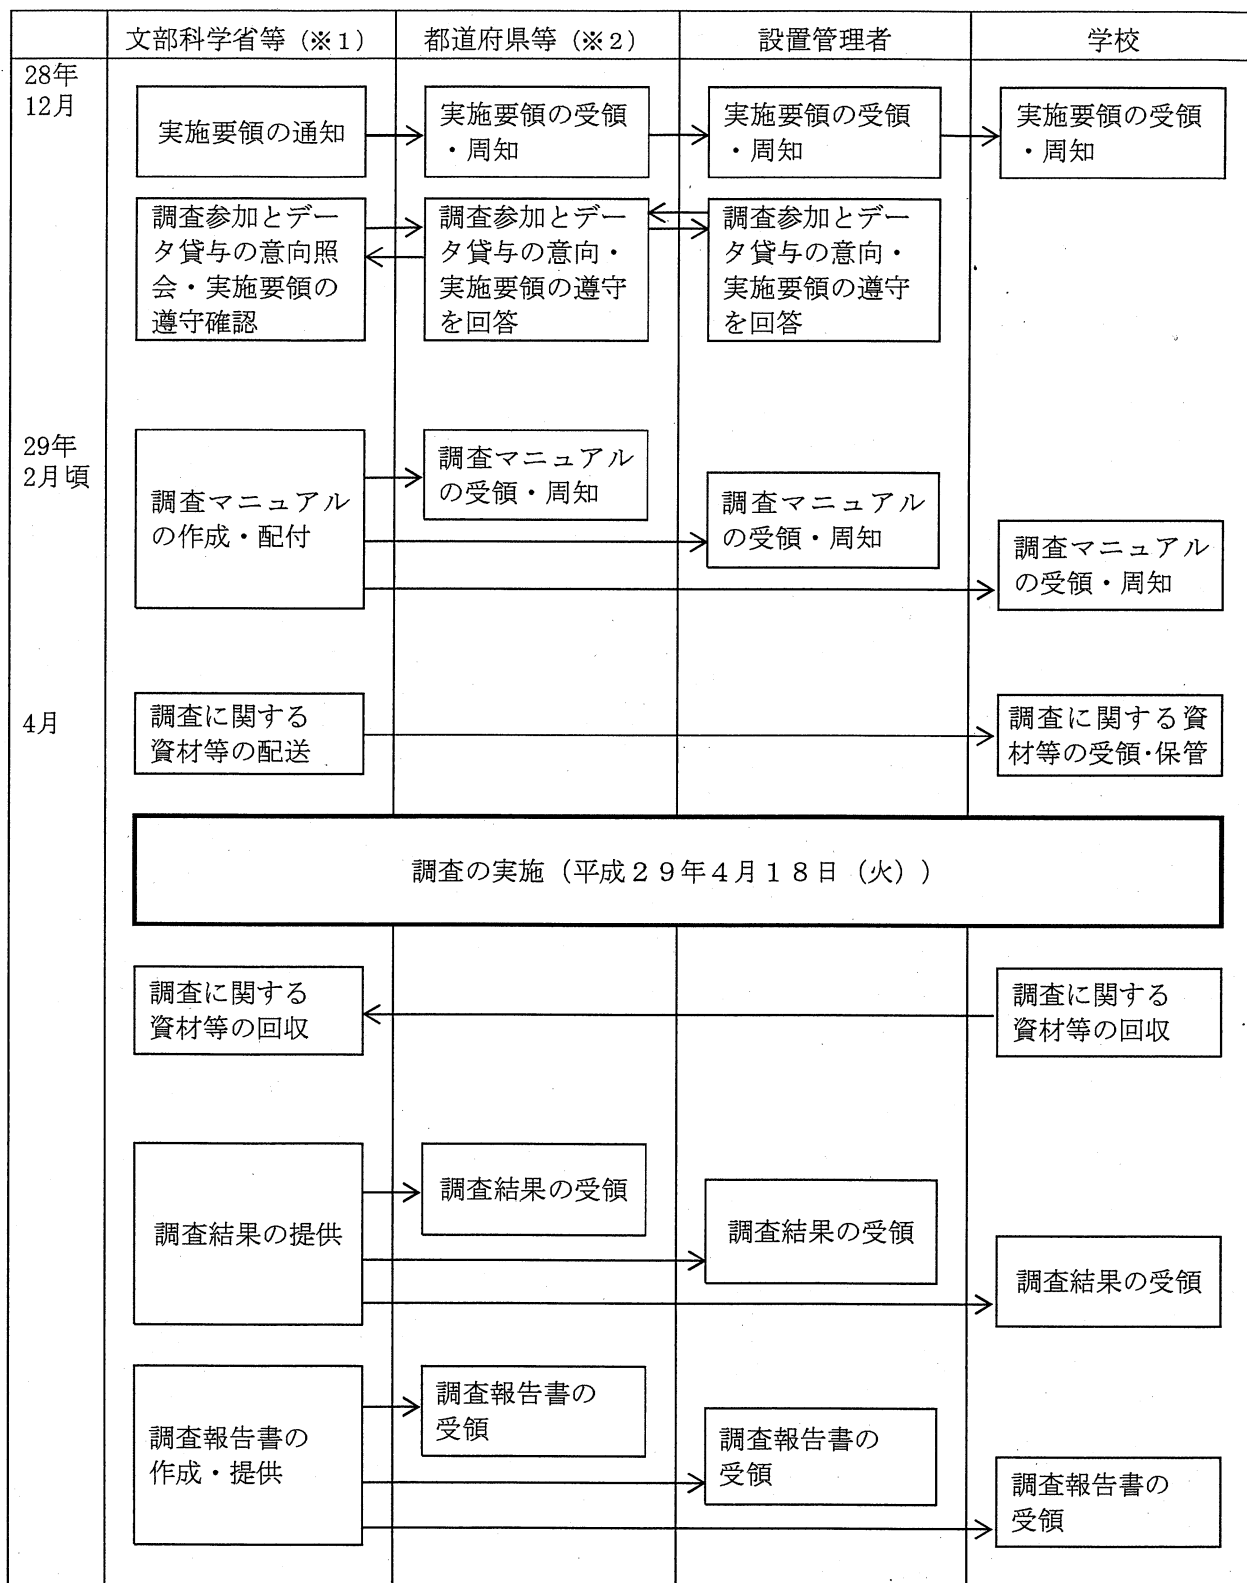 文部科学省等（※1） 都道府県等（※2） 設置管理者 学校
28年
12月
実施要領の通知
実施要領の受領
・周知
実施要領の受領
・周知
実施要領の受領
・周知
調査参加とデー
タ貸与の意向照
会・実施要領の
遵守確認
調査参加とデー
タ貸与の意向・
実施要領の遵守
を回答
調査参加とデー
タ貸与の意向・
実施要領の遵守
を回答
29年
2月頃
調査マニュアル
の作成・配付
調査マニュアル
の受領・周知
調査マニュアル
の受領・周知
調査マニュアル
の受領・周知
4月
調査に関する
資材等の配送
調査に関する資
材等の受領・保管
調査の実施（平成２９年４月１８日（火））
調査に関する
資材等の回収
調査に関する
資材等の回収
調査結果の提供
調査結果の受領
調査結果の受領
調査結果の受領
調査報告書の
作成・提供
調査報告書の
受領
調査報告書の
受領
調査報告書の
受領